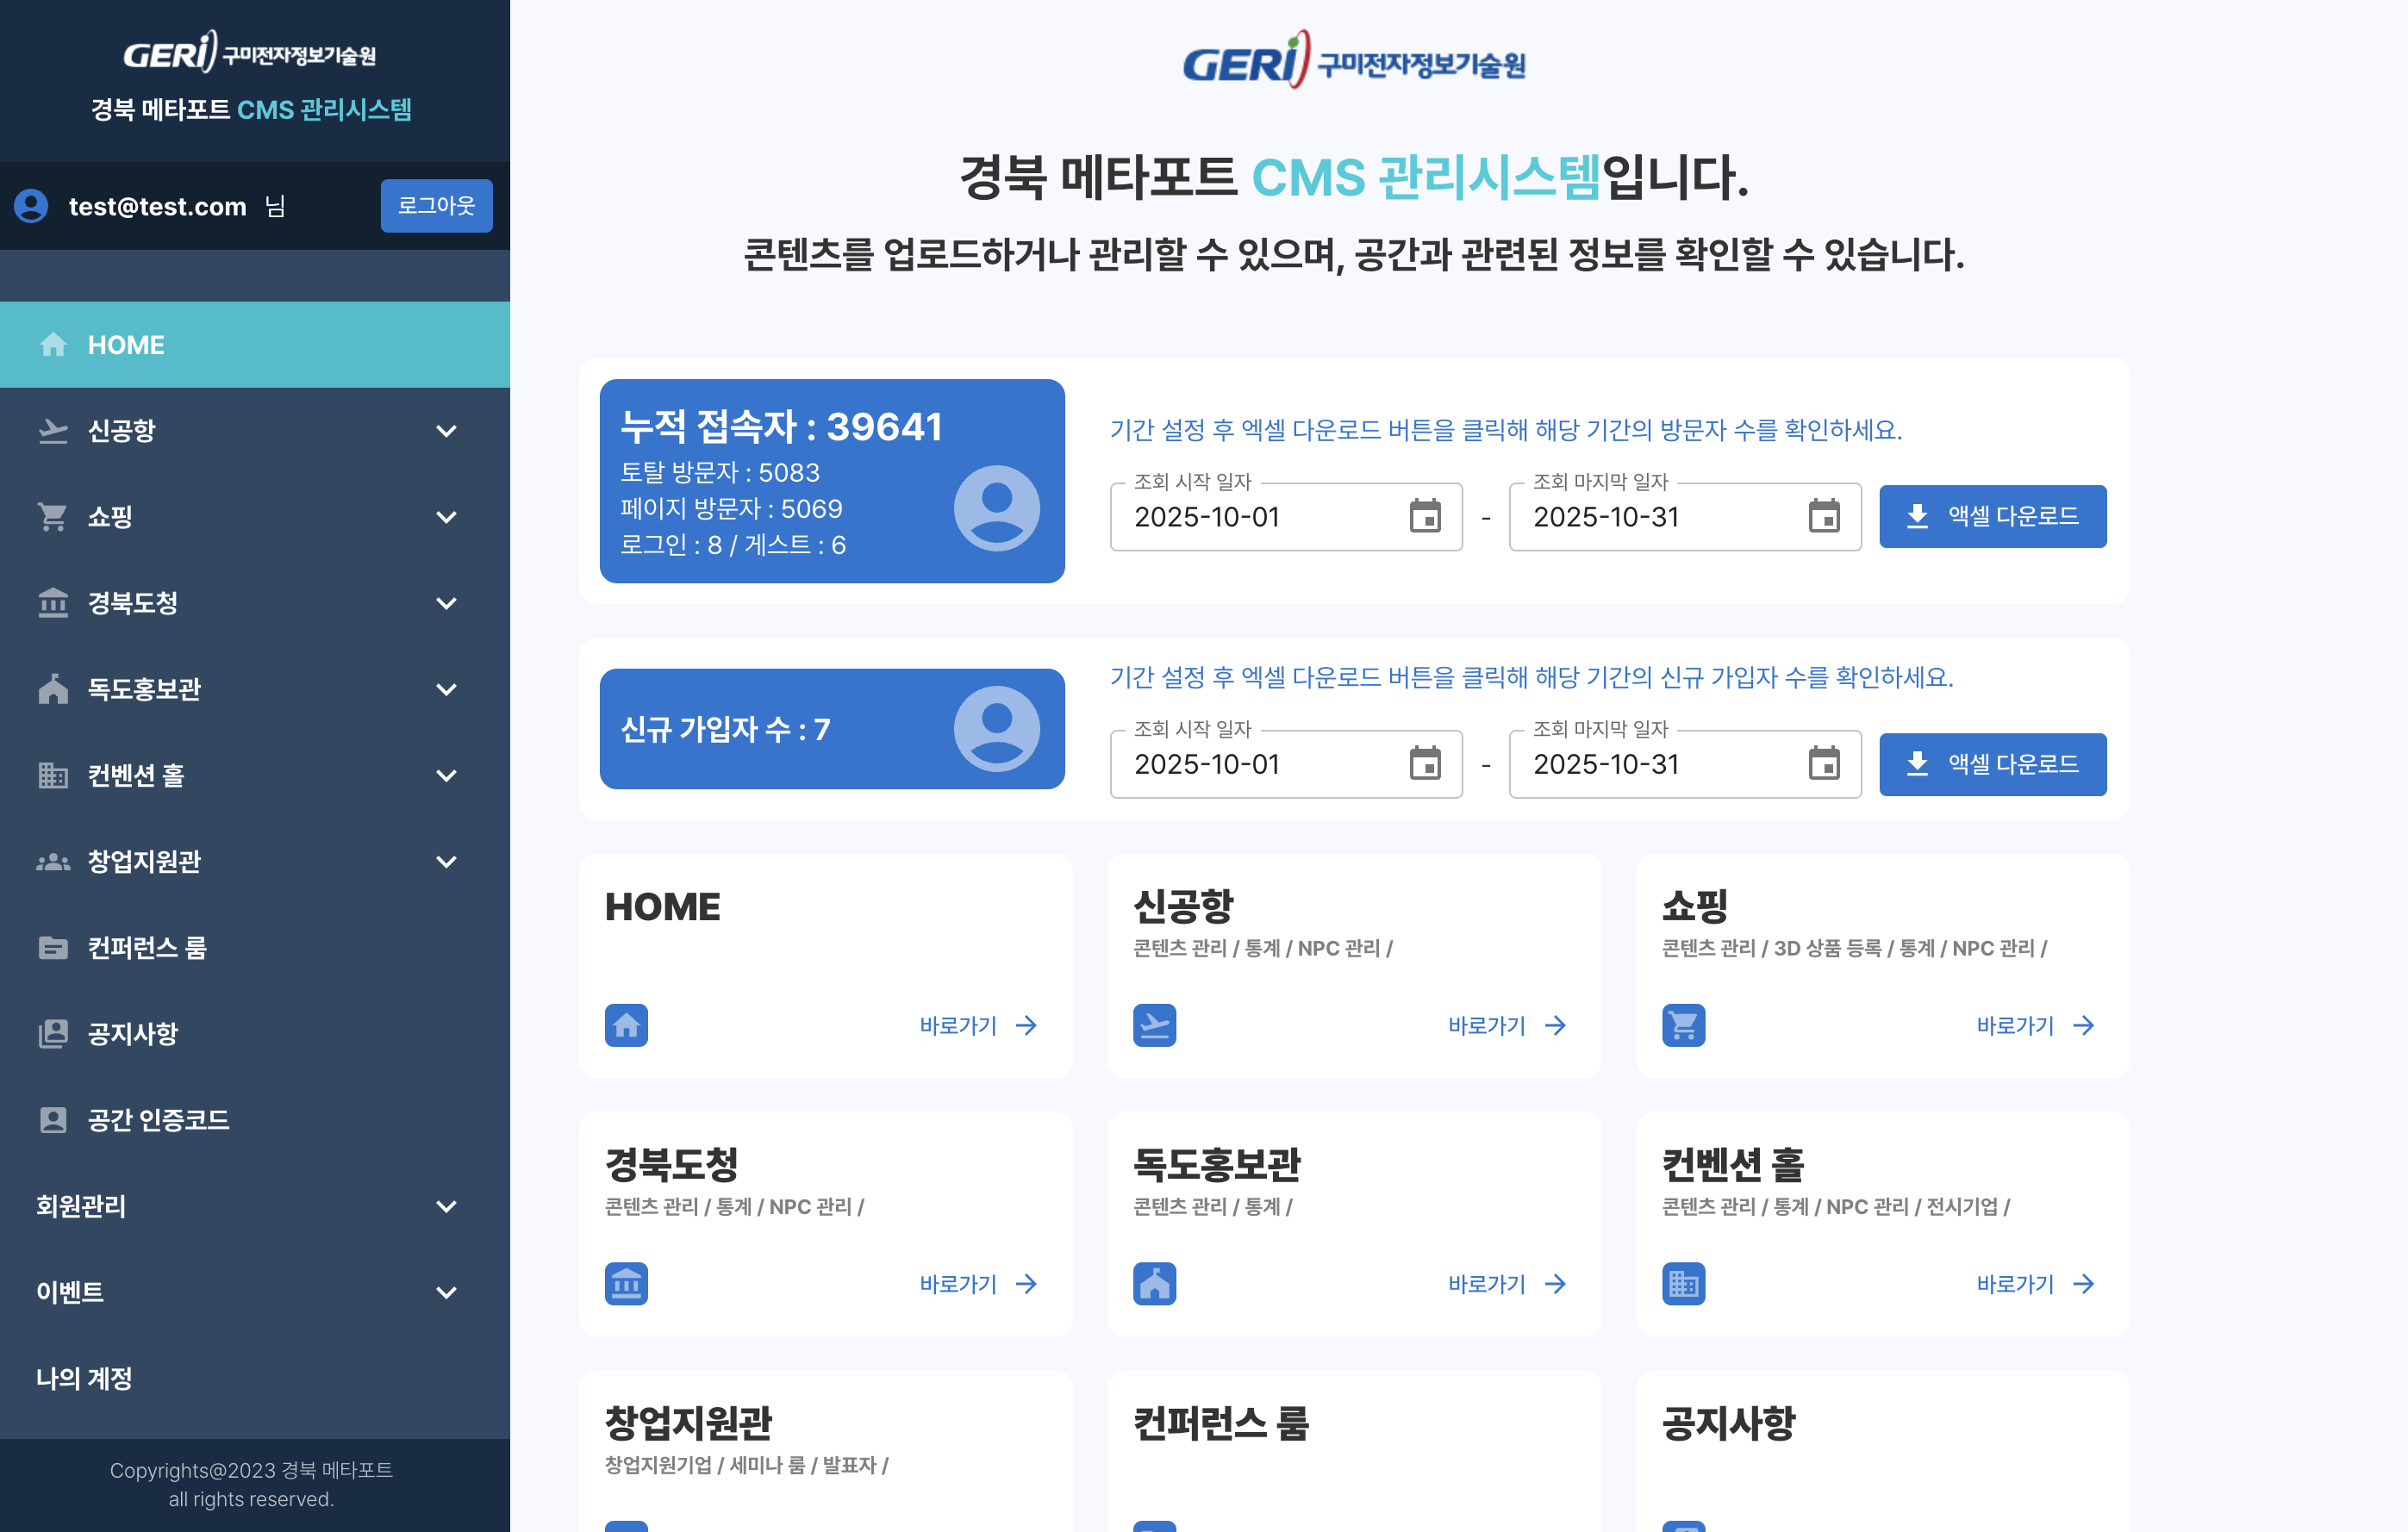 GERI 구미전자정보기술원
경북 메타포트 CMS 관리시스템
test@test.com 님
로그아웃
HOME
신공항
쇼핑
경북도청
독도홍보관
컨벤션 홀
창업지원관
컨퍼런스 룸
공지사항
공간 인증코드
회원관리
이벤트
나의 계정
Copyrights@2023 경북 메타포트
all rights reserved.
GERI 구미전자정보기술원
경북 메타포트 CMS 관리시스템입니다.
콘텐츠를 업로드하거나 관리할 수 있으며, 공간과 관련된 정보를 확인할 수 있습니다.
누적 접속자 : 39641
토탈 방문자 : 5083
페이지 방문자 : 5069
로그인 : 8 / 게스트 : 6
기간 설정 후 엑셀 다운로드 버튼을 클릭해 해당 기간의 방문자 수를 확인하세요.
조회 시작 일자
2025-10-01
-
조회 마지막 일자
2025-10-31
액셀 다운로드
신규 가입자 수 : 7
기간 설정 후 엑셀 다운로드 버튼을 클릭해 해당 기간의 신규 가입자 수를 확인하세요.
조회 시작 일자
2025-10-01
-
조회 마지막 일자
2025-10-31
액셀 다운로드
HOME
바로가기
신공항
콘텐츠 관리 / 통계 / NPC 관리 /
바로가기
쇼핑
콘텐츠 관리 / 3D 상품 등록 / 통계 / NPC 관리 /
바로가기
경북도청
콘텐츠 관리 / 통계 / NPC 관리 /
바로가기
독도홍보관
콘텐츠 관리 / 통계 /
바로가기
컨벤션 홀
콘텐츠 관리 / 통계 / NPC 관리 / 전시기업 /
바로가기
창업지원관
창업지원기업 / 세미나 룸 / 발표자 /
컨퍼런스 룸
공지사항